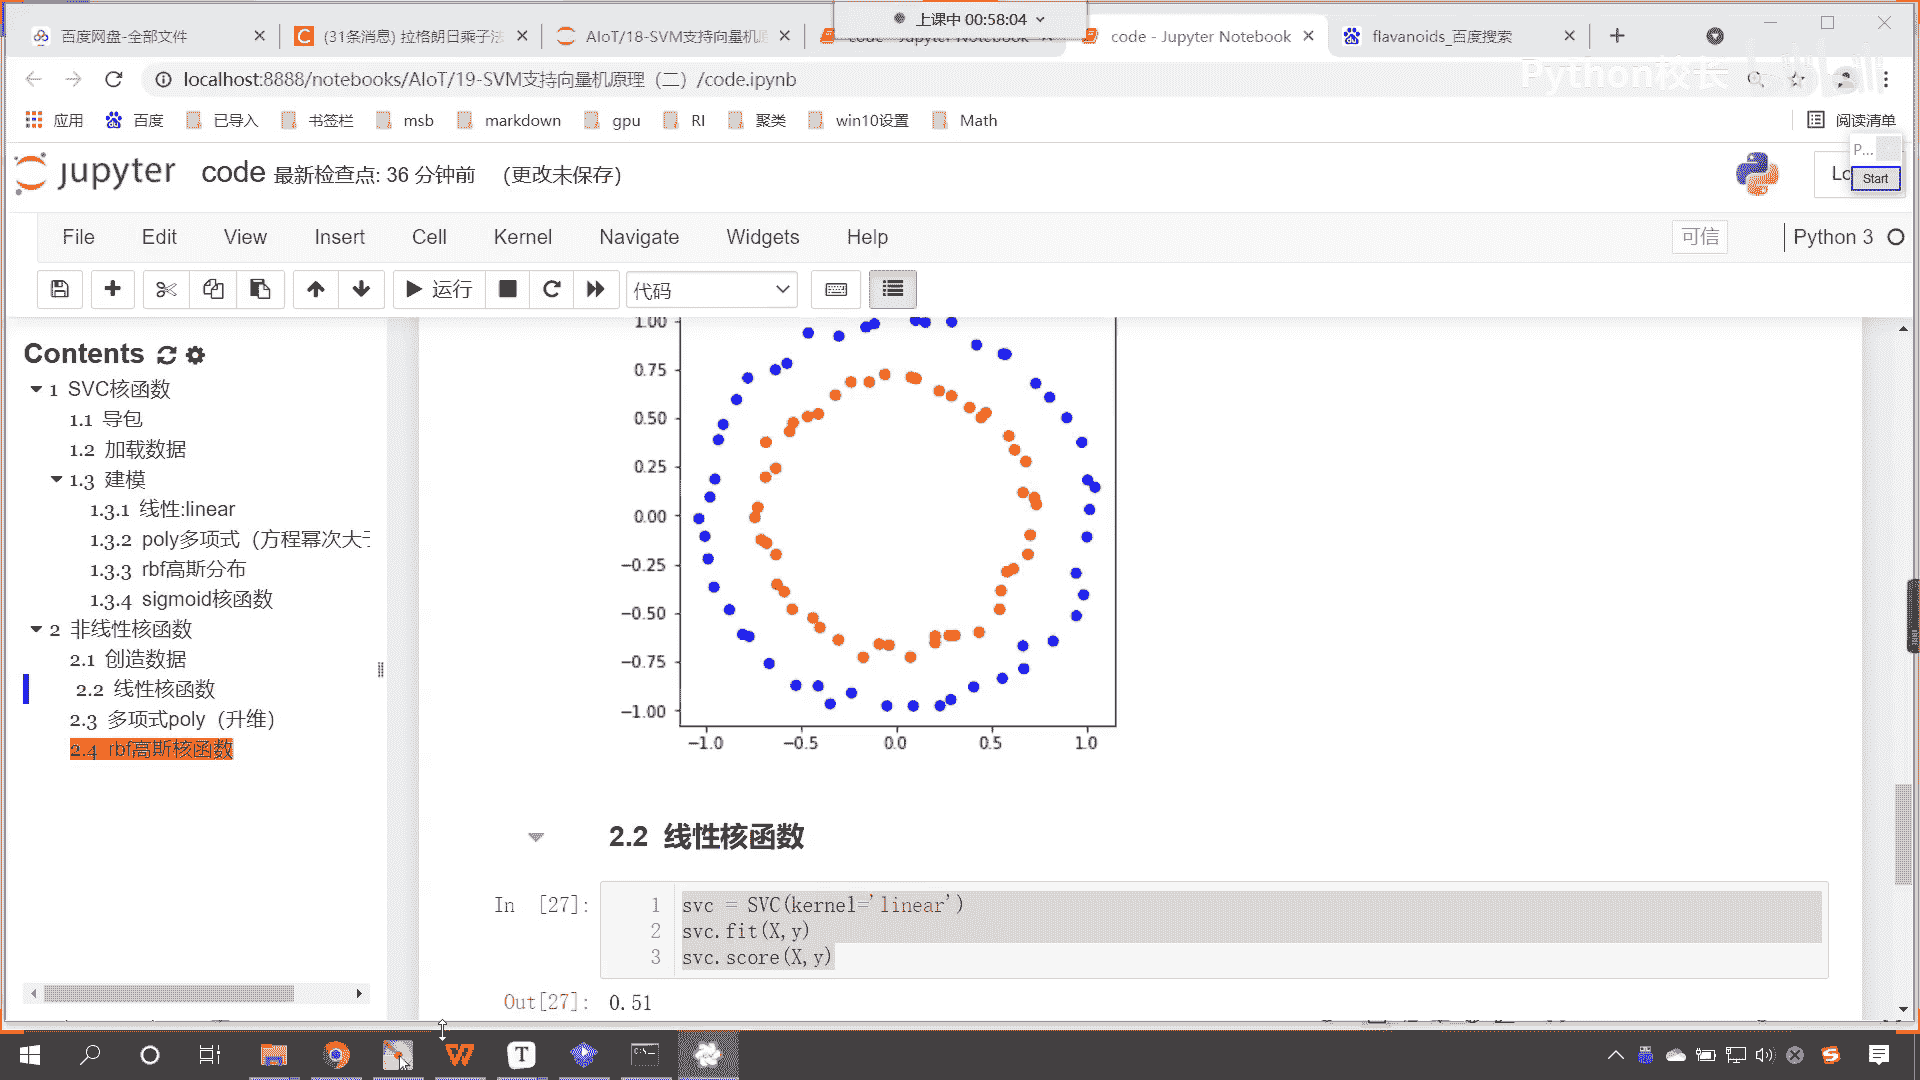 上课中 00:58:04
百度网盘-全部文件
(31条消息) 拉格朗日乘子法
AIoT/18-SVM支持向量机原
code - Jupyter Notebook
code - Jupyter Notebook
flavanoids_百度搜索
localhost:8888/notebooks/AIoT/19-SVM支持向量机原理（二）/code.ipynb
Python校长
应用
百度
已导入
书签栏
msb
markdown
gpu
RI
聚类
win10设置
Math
阅读清单
P...
Start
jupyter
code 最新检查点: 36 分钟前 (更改未保存)
File Edit View Insert Cell Kernel Navigate Widgets Help
可信
Python 3
运行
代码
Contents
1 SVC核函数
1.1 导包
1.2 加载数据
1.3 建模
1.3.1 线性:linear
1.3.2 poly多项式（方程幂次大于
1.3.3 rbf高斯分布
1.3.4 sigmoid核函数
2 非线性核函数
2.1 创造数据
2.2 线性核函数
2.3 多项式poly（升维）
2.4 rbf高斯核函数
1.00
0.75
0.50
0.25
0.00
−0.25
−0.50
−0.75
−1.00
−1.0 −0.5 0.0 0.5 1.0
2.2 线性核函数
In [27]:
1 svc = SVC(kernel='linear')
2 svc.fit(X,y)
3 svc.score(X,y)
Out[27]: 0.51